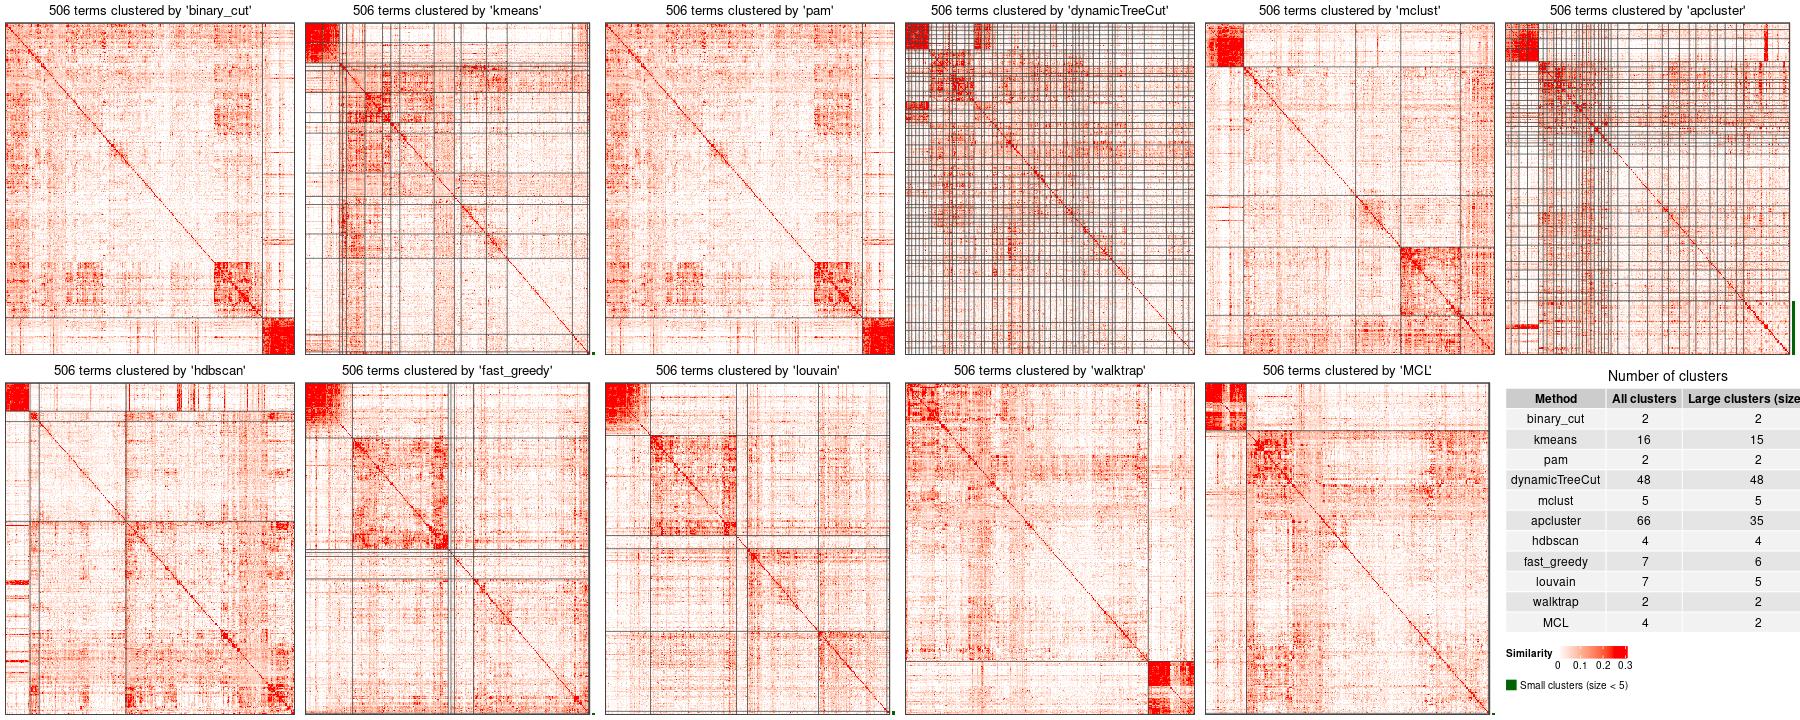 506 terms clustered by 'binary_cut'
506 terms clustered by 'kmeans'
506 terms clustered by 'pam'
506 terms clustered by 'dynamicTreeCut'
506 terms clustered by 'mclust'
506 terms clustered by 'apcluster'
506 terms clustered by 'hdbscan'
506 terms clustered by 'fast_greedy'
506 terms clustered by 'louvain'
506 terms clustered by 'walktrap'
506 terms clustered by 'MCL'
Number of clusters
Method All clusters Large clusters (size
binary_cut 2 2
kmeans 16 15
pam 2 2
dynamicTreeCut 48 48
mclust 5 5
apcluster 66 35
hdbscan 4 4
fast_greedy 7 6
louvain 7 5
walktrap 2 2
MCL 4 2
Similarity
0 0.1 0.2 0.3
Small clusters (size < 5)